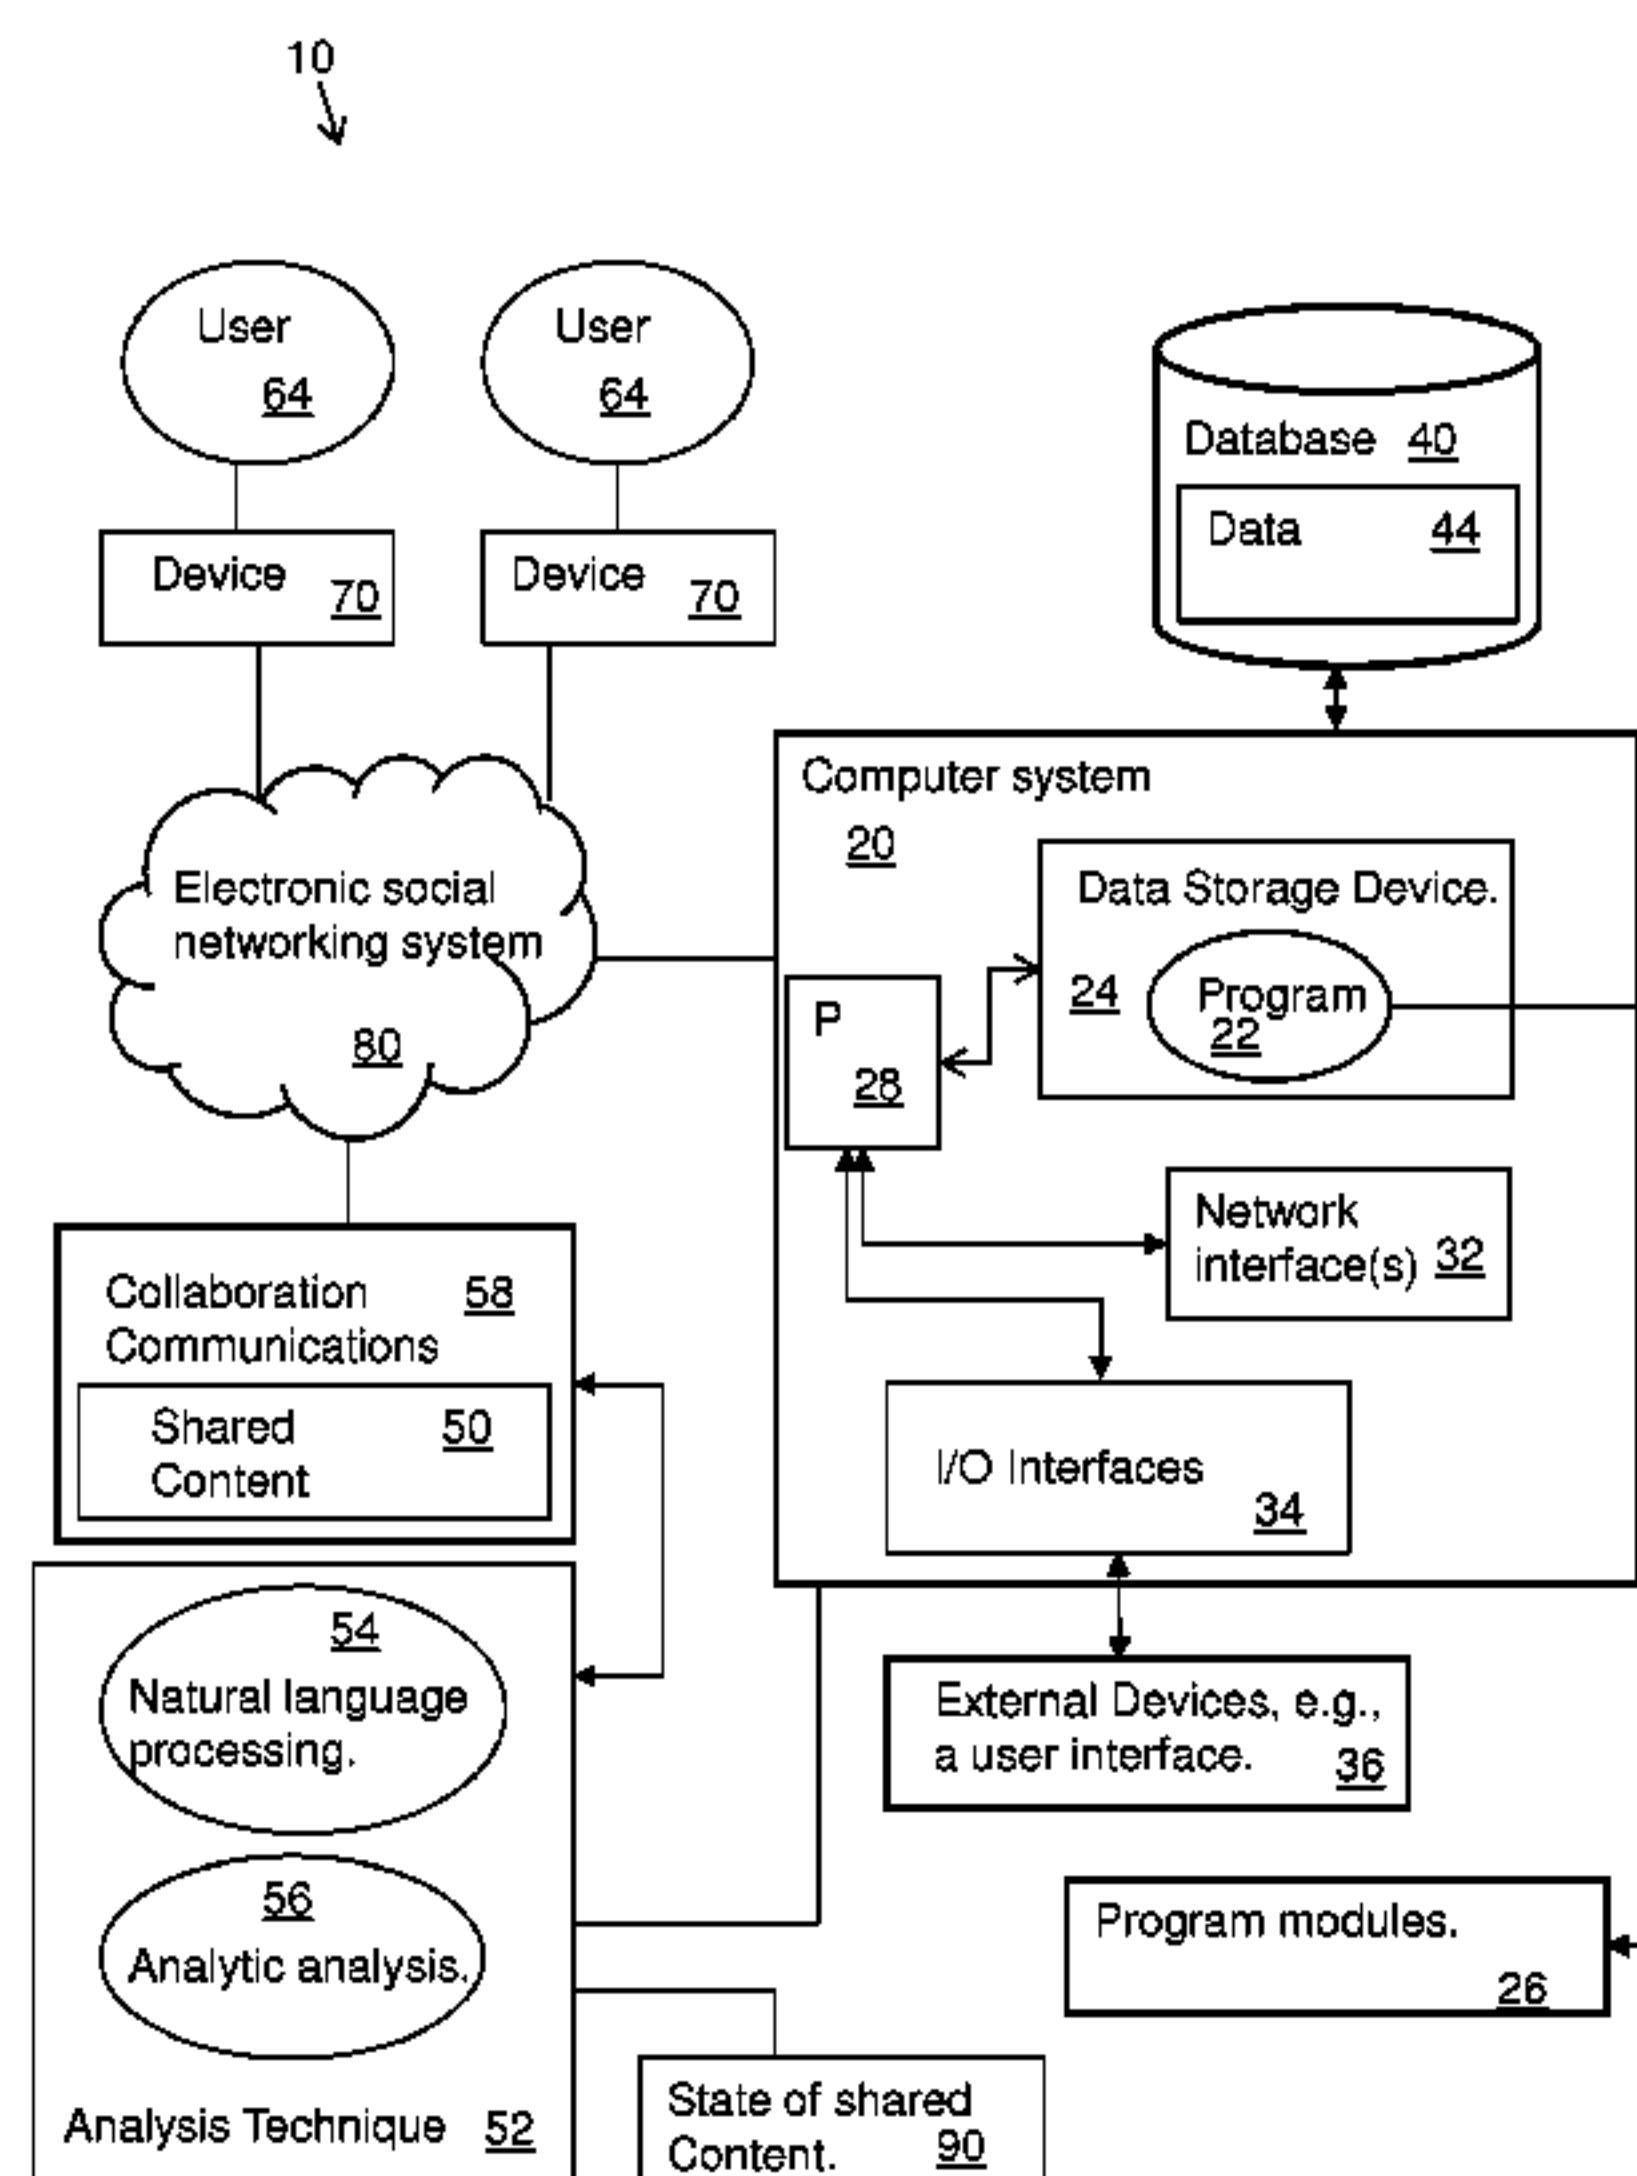 10
User
64
User
64
Database 40
Data 44
Device 70
Device 70
Computer system
20
Data Storage Device.
24
Program
22
P
28
Electronic social
networking system
80
Network
interface(s) 32
Collaboration 58
Communications
Shared 50
Content
I/O Interfaces
34
54
Natural language
processing.
External Devices, e.g.,
a user interface. 36
56
Analytic analysis.
Program modules.
26
Analysis Technique 52
State of shared
Content. 90